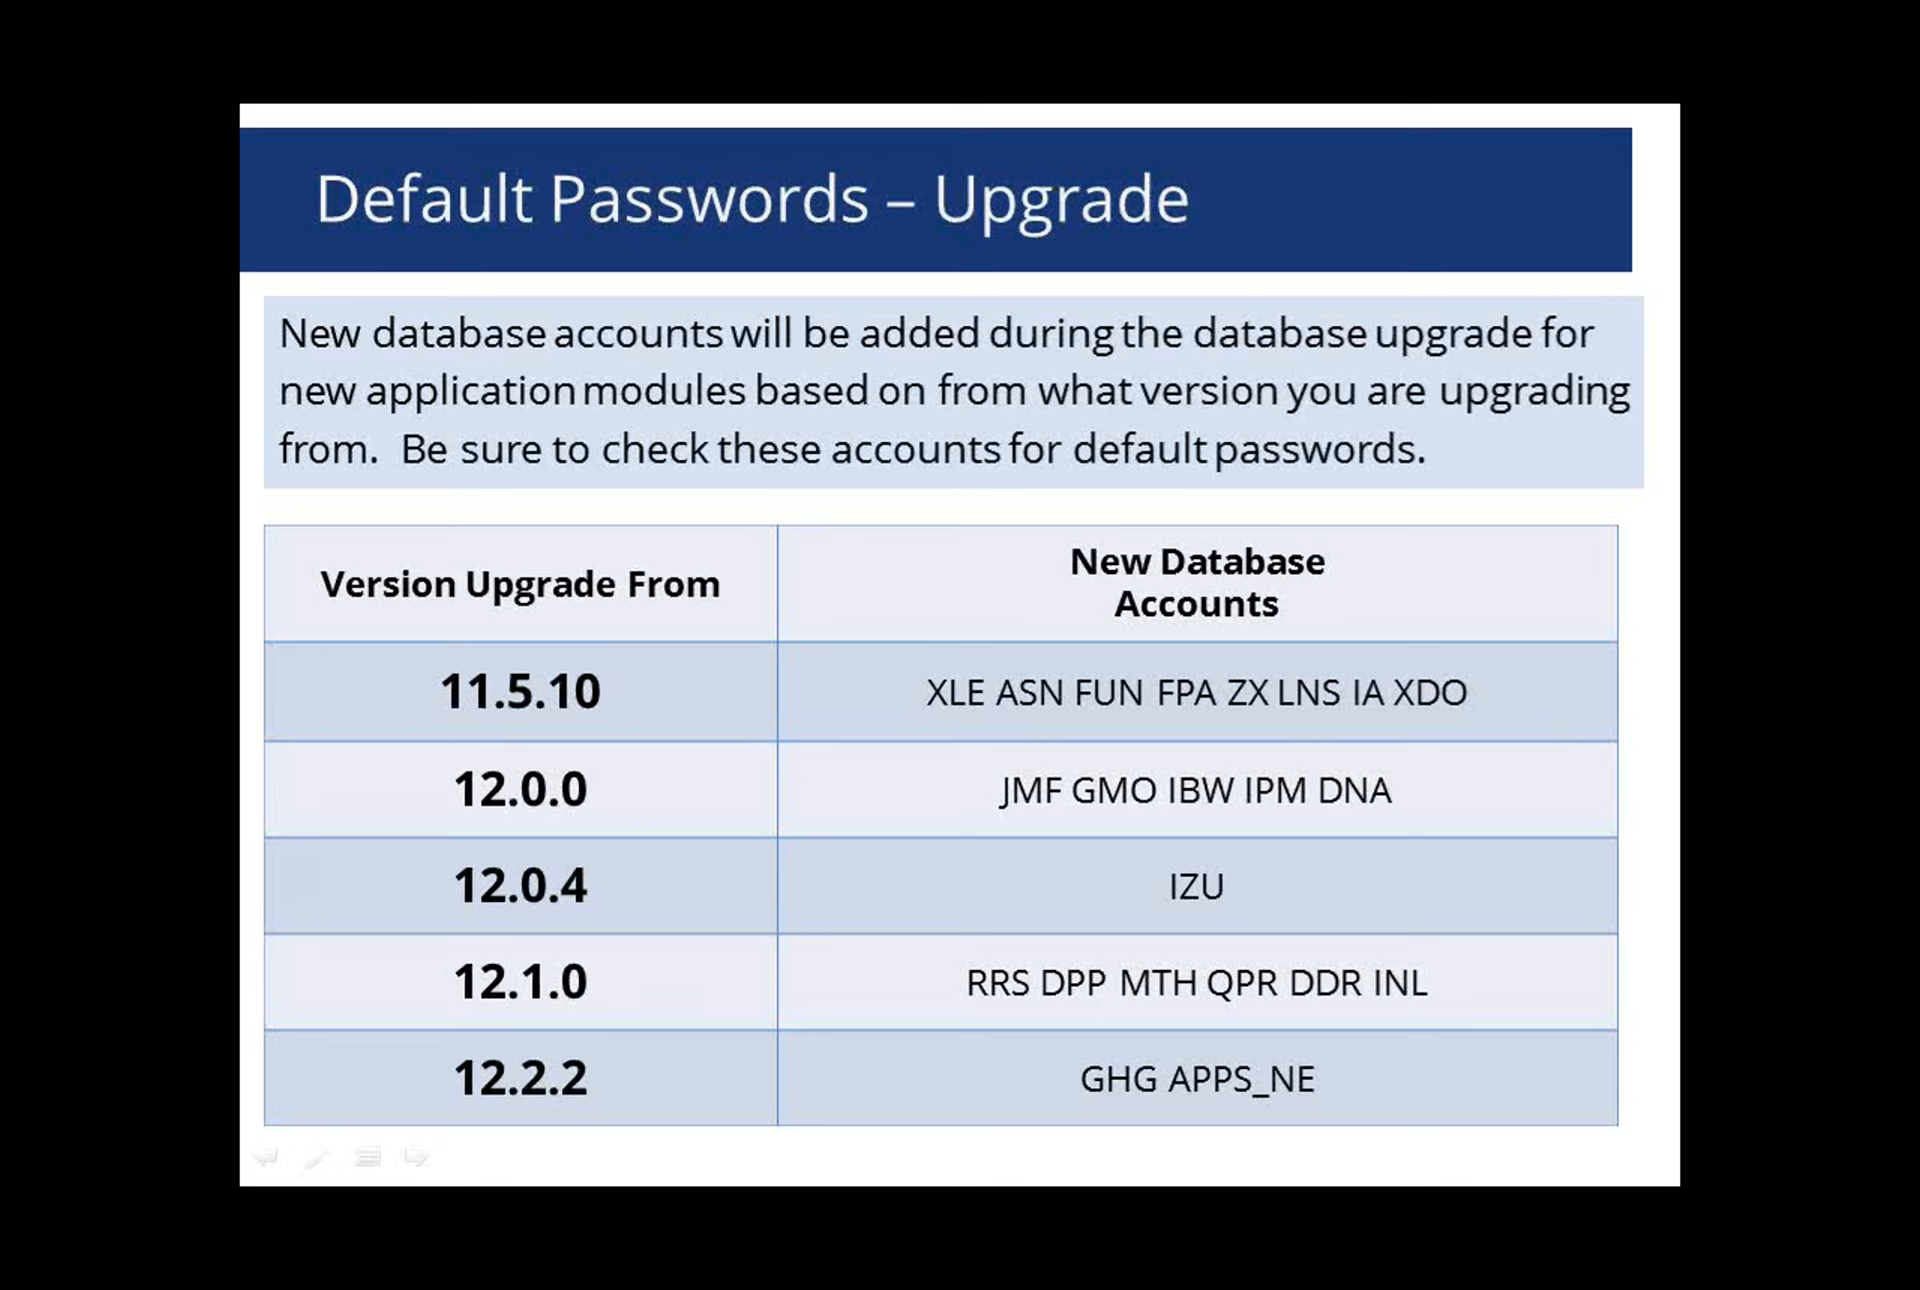 Default Passwords – Upgrade
New database accounts will be added during the database upgrade for
new application modules based on from what version you are upgrading
from.  Be sure to check these accounts for default passwords.
Version Upgrade From
New Database
Accounts
11.5.10
XLE ASN FUN FPA ZX LNS IA XDO
12.0.0
JMF GMO IBW IPM DNA
12.0.4
IZU
12.1.0
RRS DPP MTH QPR DDR INL
12.2.2
GHG APPS_NE